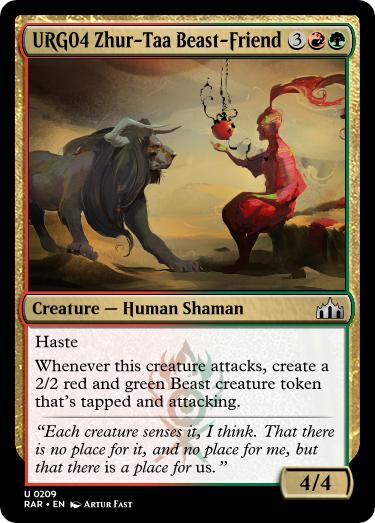 URG04 Zhur-Taa Beast-Friend 3
Creature — Human Shaman
Haste
Whenever this creature attacks, create a
2/2 red and green Beast creature token
that's tapped and attacking.
"Each creature senses it, I think. That there
is no place for it, and no place for me, but
that there is a place for us."
4/4
U 0209
RAR • EN Artur Fast